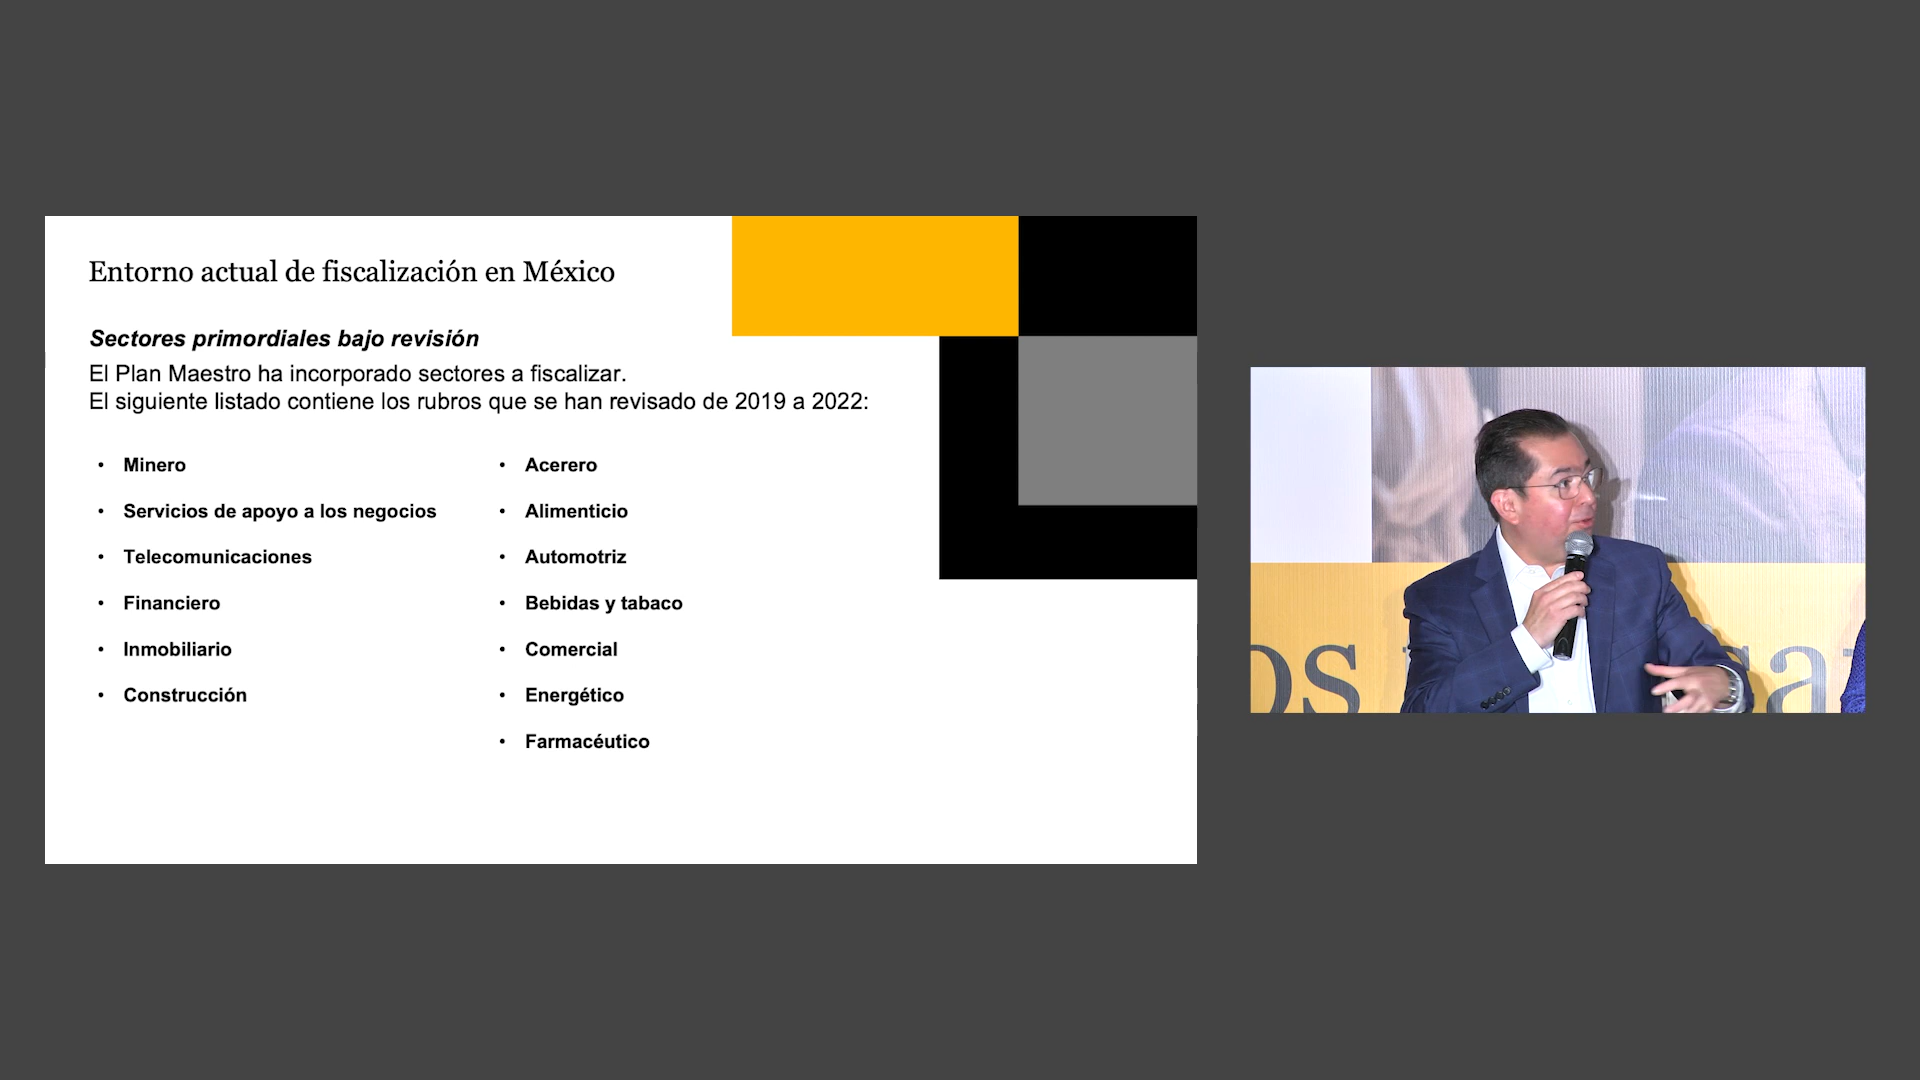 Entorno actual de fiscalización en México
Sectores primordiales bajo revisión
El Plan Maestro ha incorporado sectores a fiscalizar.
El siguiente listado contiene los rubros que se han revisado de 2019 a 2022:
• Minero
• Servicios de apoyo a los negocios
• Telecomunicaciones
• Financiero
• Inmobiliario
• Construcción
• Acerero
• Alimenticio
• Automotriz
• Bebidas y tabaco
• Comercial
• Energético
• Farmacéutico